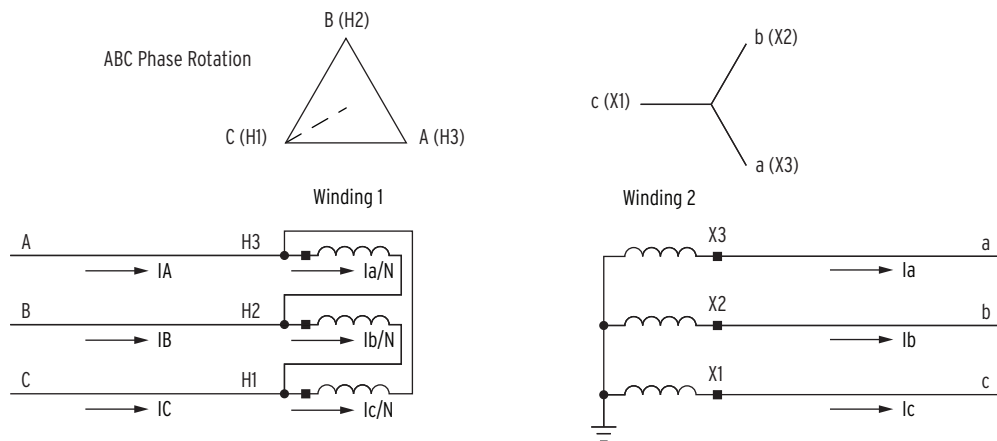 B (H2)
ABC Phase Rotation
C (H1)
A (H3)
b (X2)
c (X1)
a (X3)
Winding 1
Winding 2
A
H3
IA
Ia/N
B
H2
IB
Ib/N
C
H1
IC
Ic/N
X3
a
Ia
X2
b
Ib
X1
c
Ic